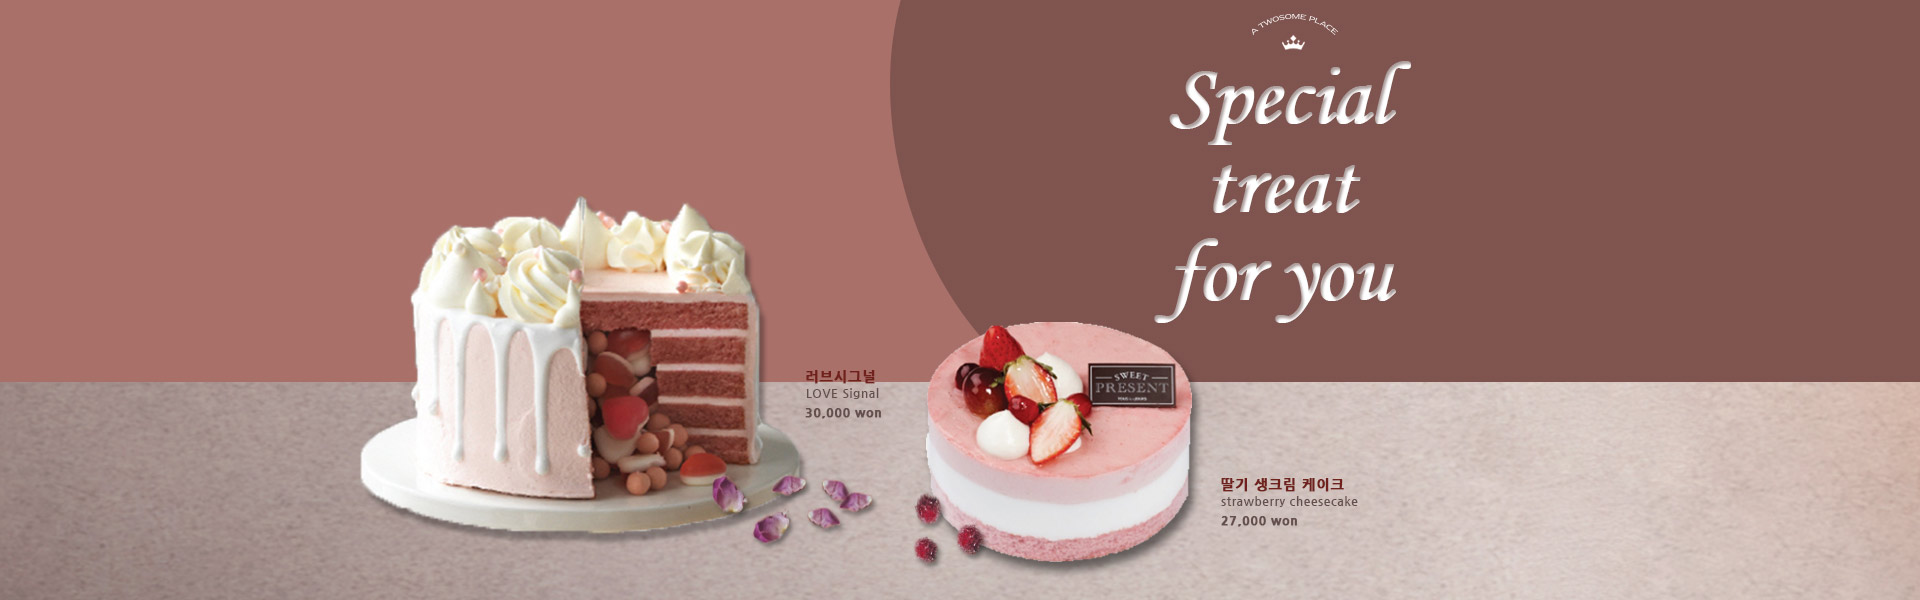 A TWOSOME PLACE
Special
treat
for you
러브시그널
LOVE Signal
30,000 won
SWEET
PRESENT
딸기 생크림 케이크
strawberry cheesecake
27,000 won